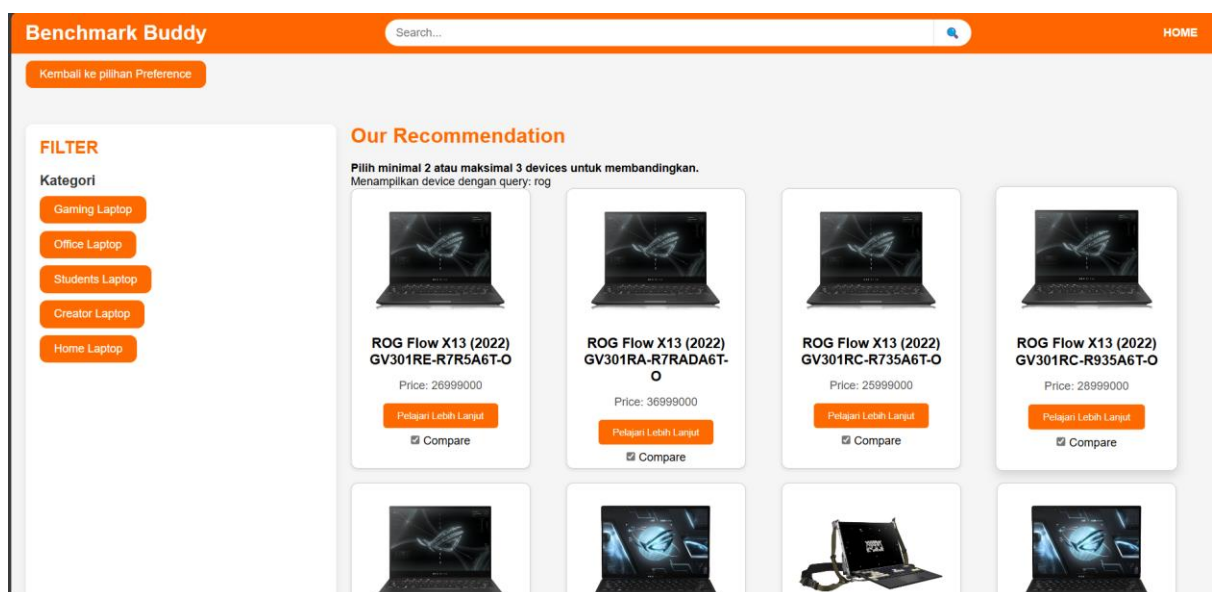 Benchmark Buddy
Search...
HOME
Kembali ke pilihan Preference
FILTER
Kategori
Gaming Laptop
Office Laptop
Students Laptop
Creator Laptop
Home Laptop
Our Recommendation
Pilih minimal 2 atau maksimal 3 devices untuk membandingkan.
Menampilkan device dengan query: rog
ROG Flow X13 (2022)
GV301RE-R7R5A6T-O
Price: 26999000
Pelajari Lebih Lanjut
Compare
ROG Flow X13 (2022)
GV301RA-R7RADA6T-
O
Price: 36999000
Pelajari Lebih Lanjut
Compare
ROG Flow X13 (2022)
GV301RC-R735A6T-O
Price: 25999000
Pelajari Lebih Lanjut
Compare
ROG Flow X13 (2022)
GV301RC-R935A6T-O
Price: 28999000
Pelajari Lebih Lanjut
Compare